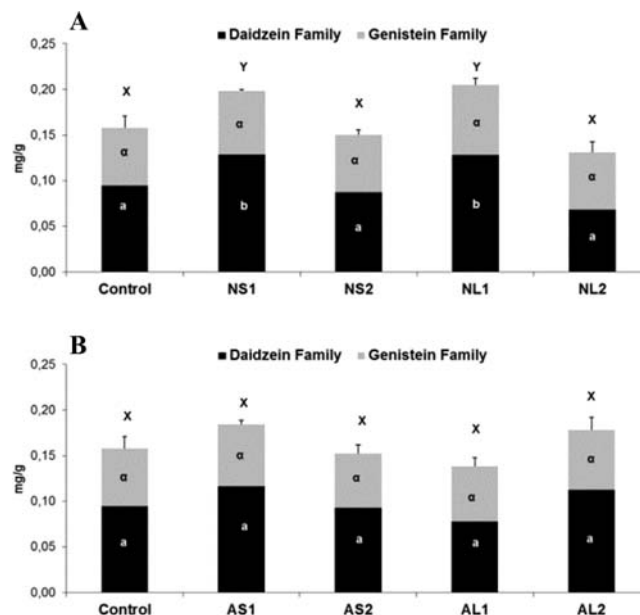 A
Daidzein Family Genistein Family
0,25
0,20
0,15
0,10
0,05
0,00
mg/g
X Y X Y X
α α α α α
a b a b a
Control NS1 NS2 NL1 NL2
B
Daidzein Family Genistein Family
0,25
0,20
0,15
0,10
0,05
0,00
mg/g
X X X X X
α α α α α
a a a a a
Control AS1 AS2 AL1 AL2